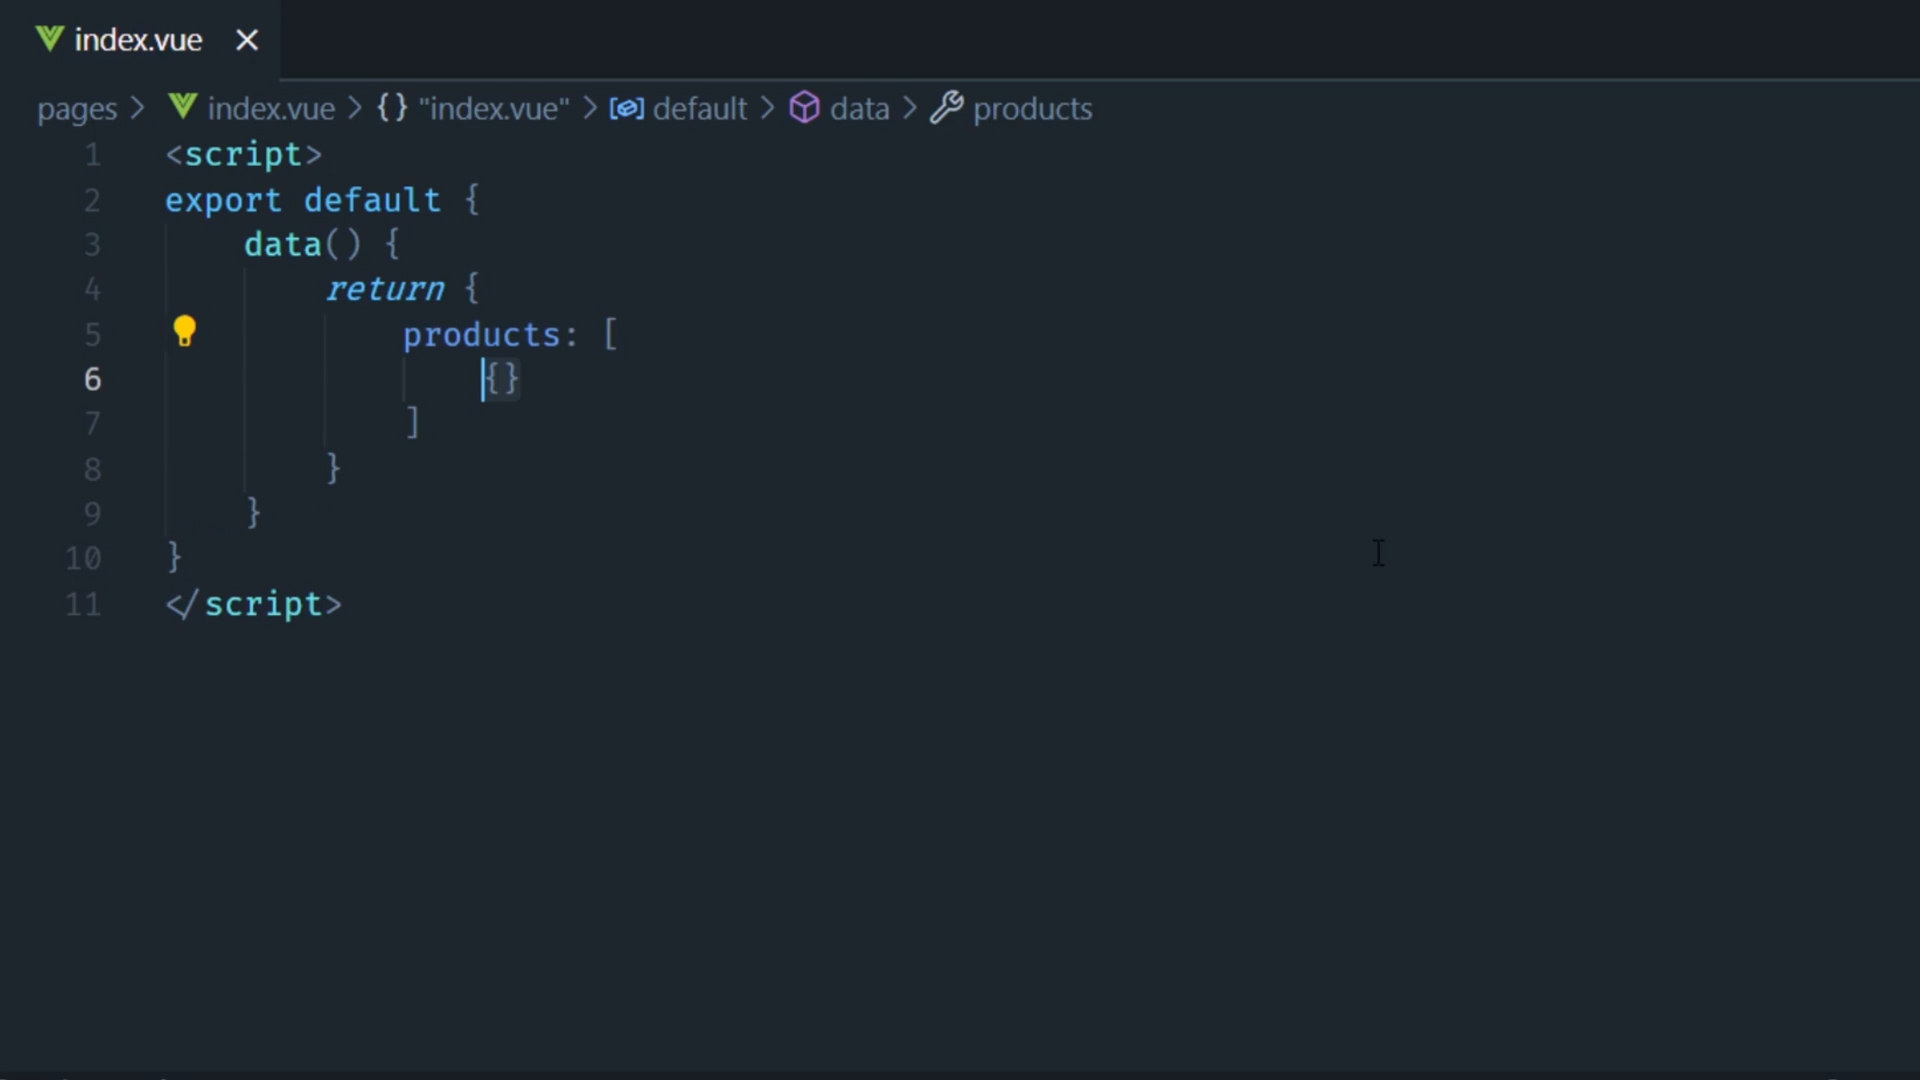 index.vue
pages > index.vue > {} "index.vue" > default > data > products
1 <script>
2 export default {
3 data() {
4 return {
5 products: [
6 {}
7 ]
8 }
9 }
10 }
11 </script>